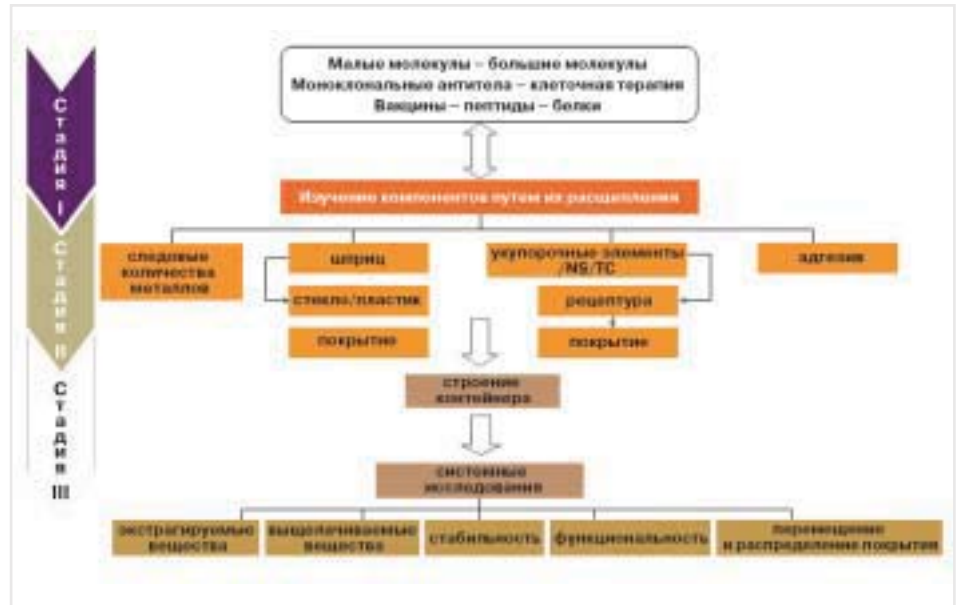 Малые молекулы – большие молекулы
Моноклональные антитела – клеточная терапия
Вакцины – пептиды – белки
Стадия I
Изучение компонентов путем их расщепления
Стадия II
следовые
количества
металлов
шприц
укупорочные элементы
/NS/TC
адгезив
стекло/пластик
рецептура
покрытие
покрытие
строение
контейнера
Стадия III
системные
исследования
экстрагируемые
вещества
выщелачиваемые
вещества
стабильность
функциональность
перемещение
и распределение покрытия